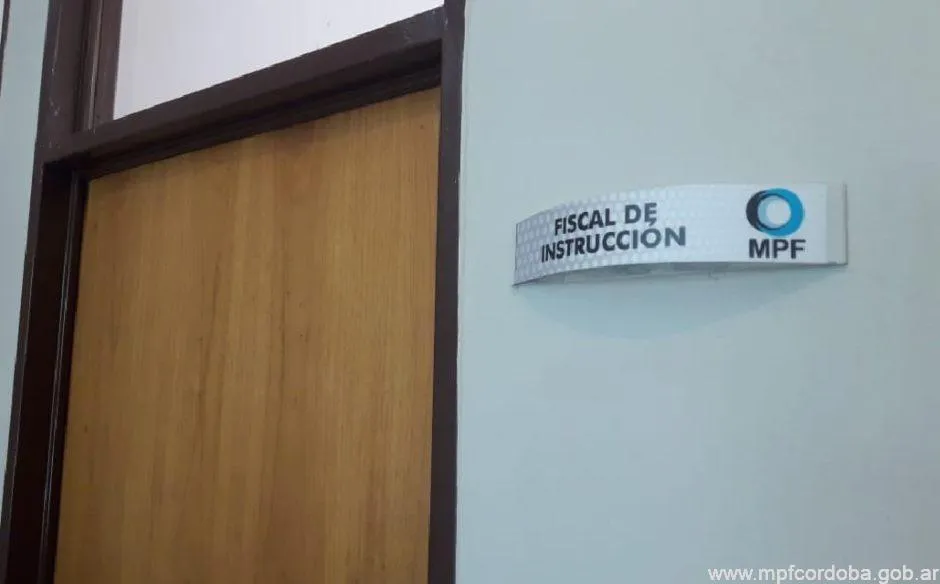 FISCAL DE
INSTRUCCIÓN
MPF
www.mpfcordoba.gob.ar